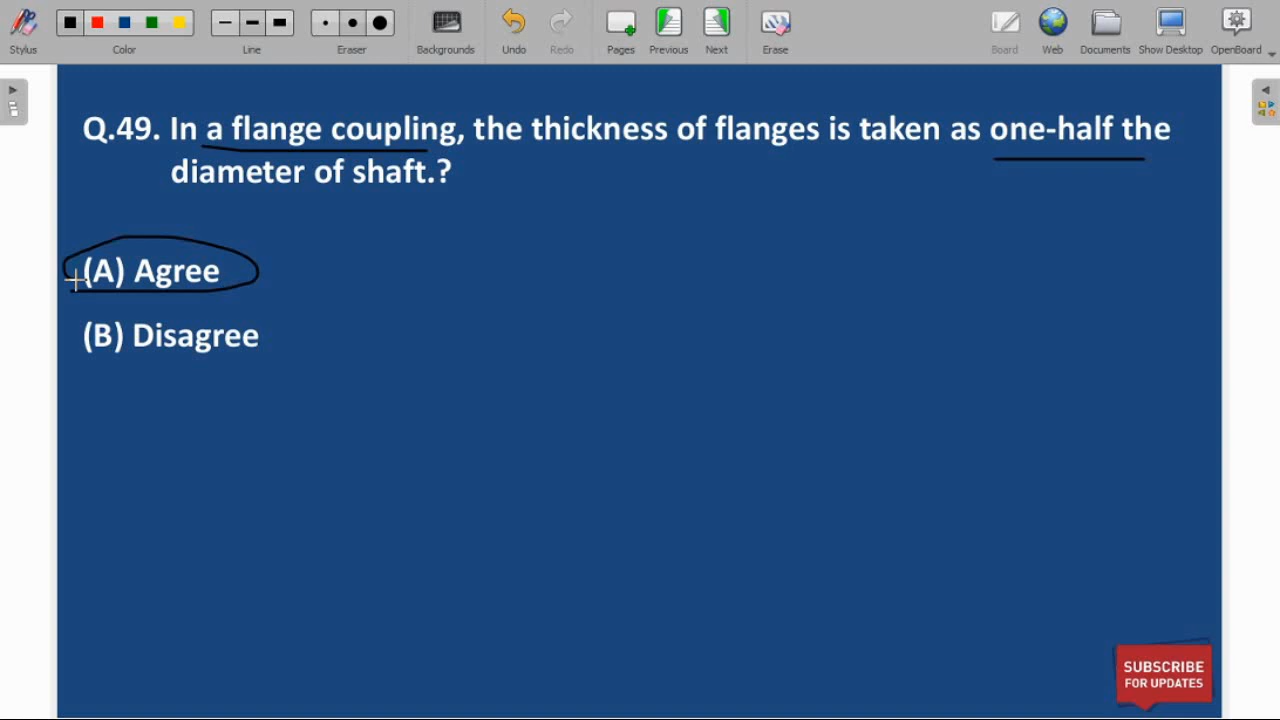 Stylus
Color
Line
Eraser
Backgrounds
Undo
Redo
Pages
Previous
Next
Erase
Board
Web
Documents
Show Desktop
OpenBoard
Q.49. In a flange coupling, the thickness of flanges is taken as one-half the
diameter of shaft.?
(A) Agree
(B) Disagree
SUBSCRIBE
FOR UPDATES